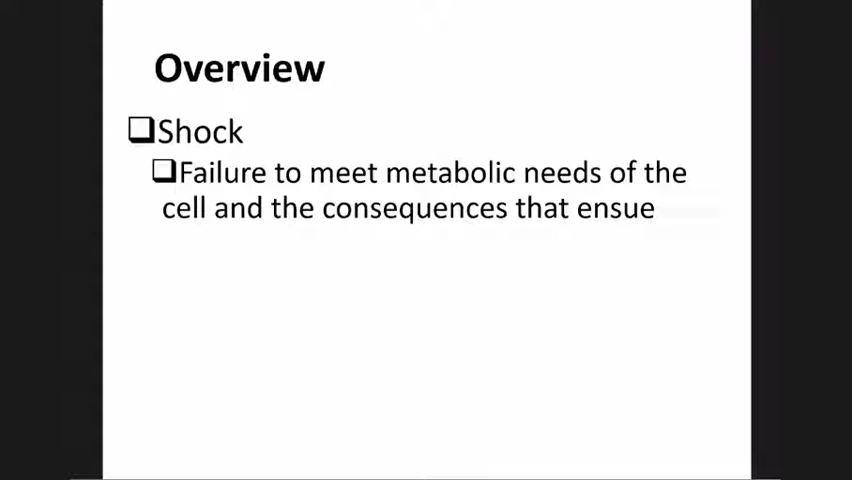 Overview
❑Shock
❑Failure to meet metabolic needs of the
cell and the consequences that ensue